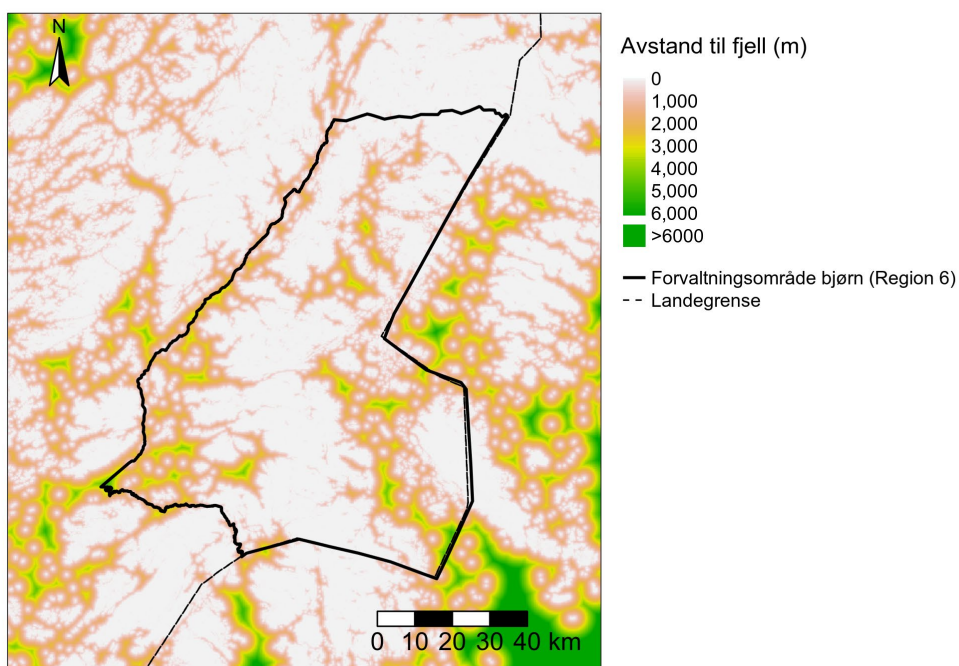 N
Avstand til fjell (m)
0
1,000
2,000
3,000
4,000
5,000
6,000
>6000
Forvaltningsområde bjørn (Region 6)
Landegrense
0 10 20 30 40 km